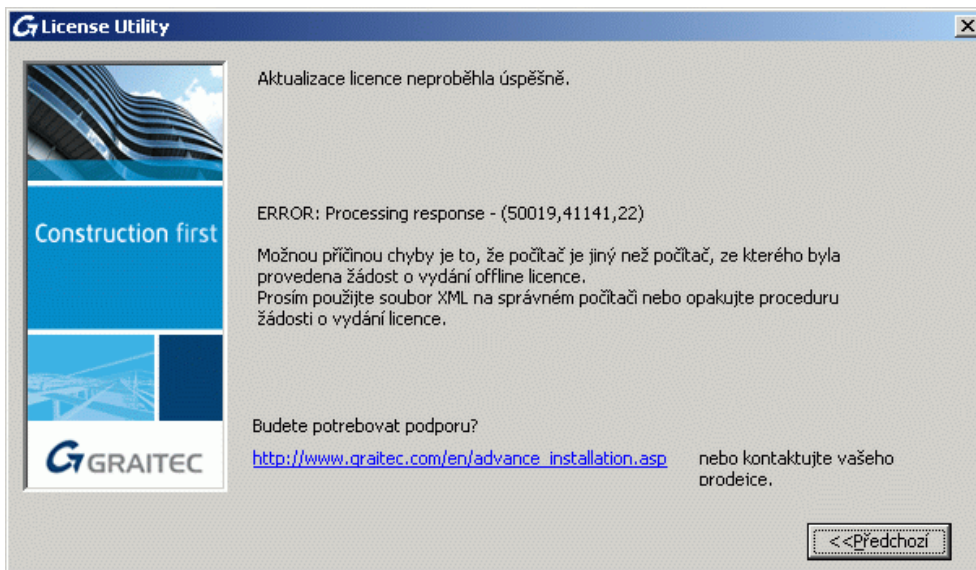 License Utility
Aktualizace licence neproběhla úspěšně.
ERROR: Processing response - (50019,41141,22)
Construction first
Možnou příčinou chyby je to, že počítač je jiný než počítač, ze kterého byla
provedena žádost o vydání offline licence.
Prosím použijte soubor XML na správném počítači nebo opakujte proceduru
žádosti o vydání licence.
Budete potrebovat podporu?
GRAITEC
http://www.graitec.com/en/advance_installation.asp
nebo kontaktujte vašeho
prodejce.
<<Předchozí